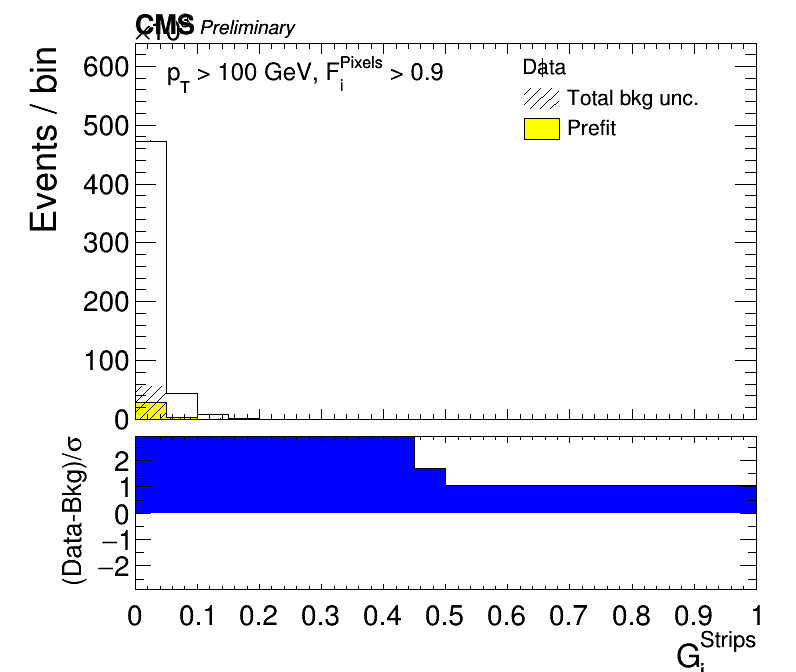 CMS Preliminary
×10
Events / bin
p_T > 100 GeV, F_i^Pixels > 0.9
Data
Total bkg unc.
Prefit
600
500
400
300
200
100
0
(Data-Bkg)/σ
2
1
0
−1
−2
0 0.1 0.2 0.3 0.4 0.5 0.6 0.7 0.8 0.9 1
G_i^Strips